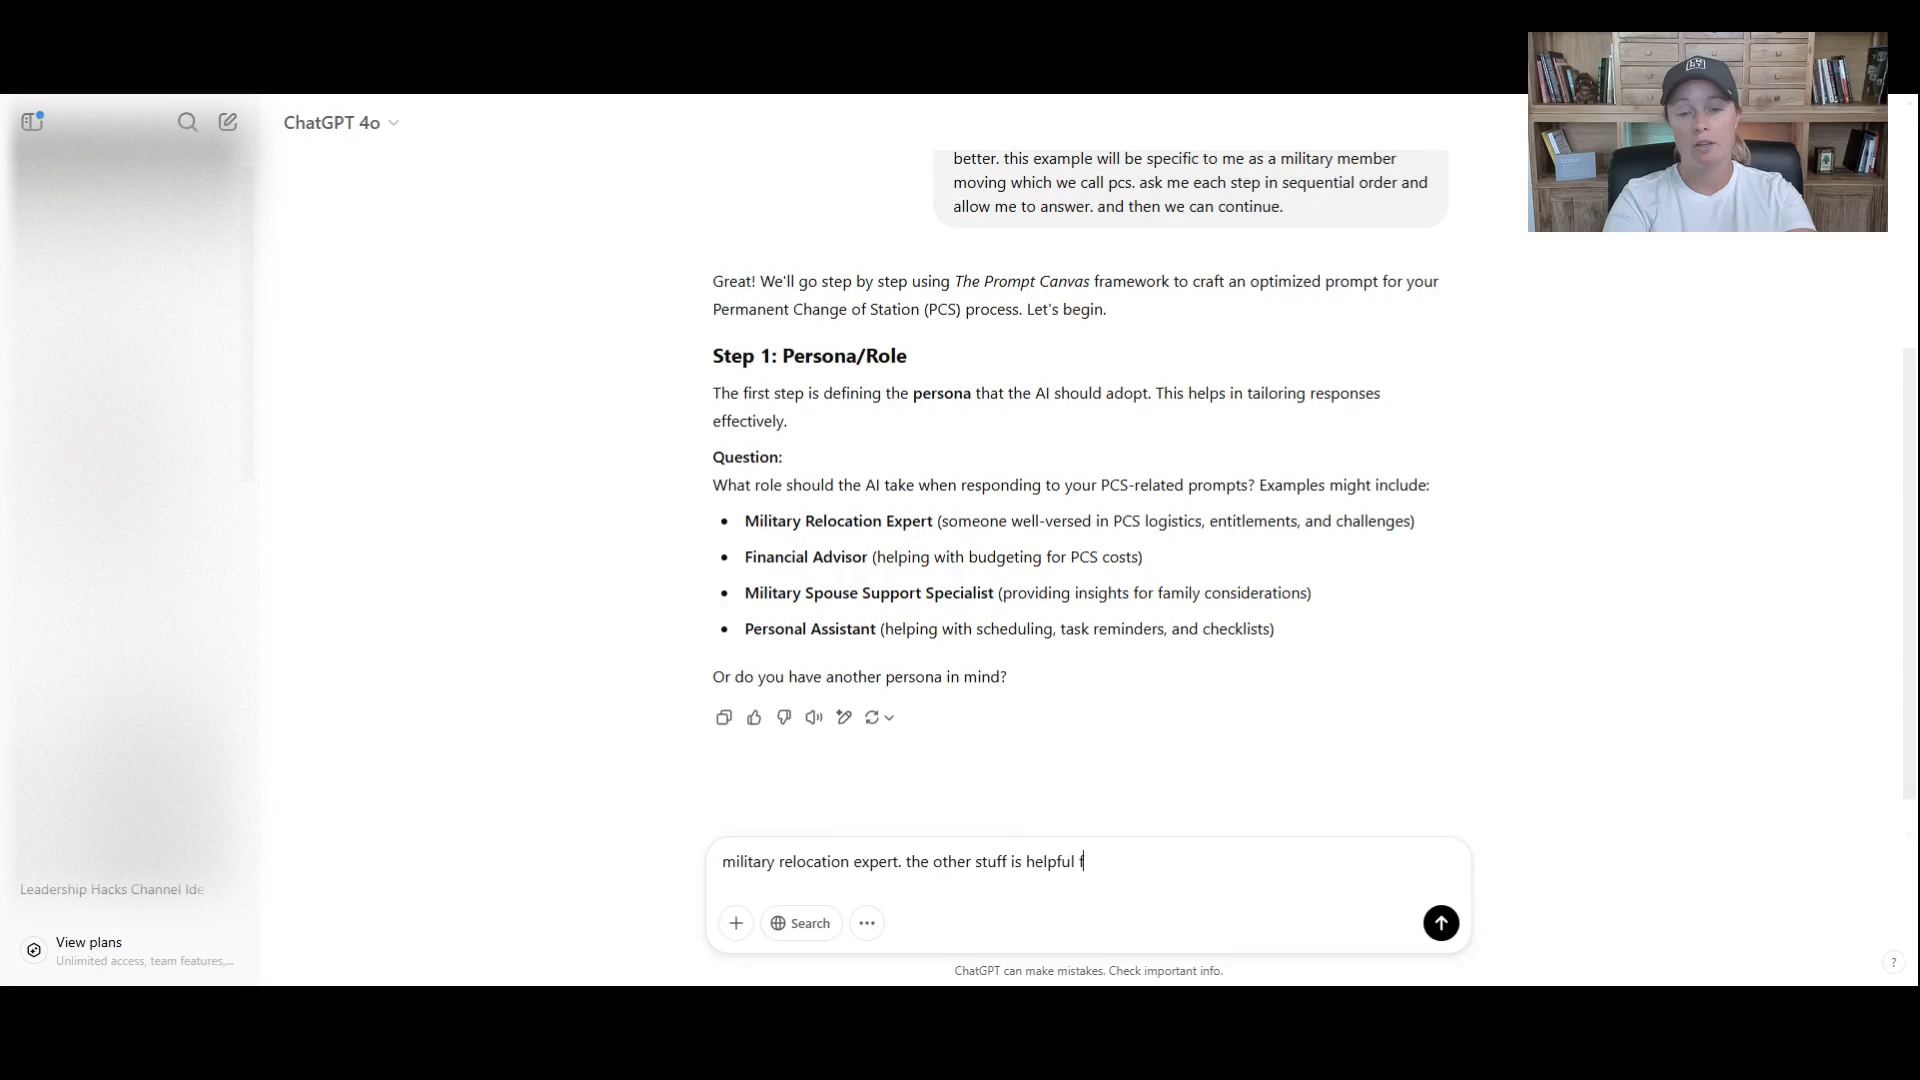 ChatGPT 4o
better. this example will be specific to me as a military member
moving which we call pcs. ask me each step in sequential order and
allow me to answer. and then we can continue.
Great! We'll go step by step using The Prompt Canvas framework to craft an optimized prompt for your
Permanent Change of Station (PCS) process. Let's begin.
Step 1: Persona/Role
The first step is defining the persona that the AI should adopt. This helps in tailoring responses
effectively.
Question:
What role should the AI take when responding to your PCS-related prompts? Examples might include:
• Military Relocation Expert (someone well-versed in PCS logistics, entitlements, and challenges)
• Financial Advisor (helping with budgeting for PCS costs)
• Military Spouse Support Specialist (providing insights for family considerations)
• Personal Assistant (helping with scheduling, task reminders, and checklists)
Or do you have another persona in mind?
military relocation expert. the other stuff is helpful f
Search
ChatGPT can make mistakes. Check important info.
?
Leadership Hacks Channel Ide
View plans
Unlimited access, team features,...